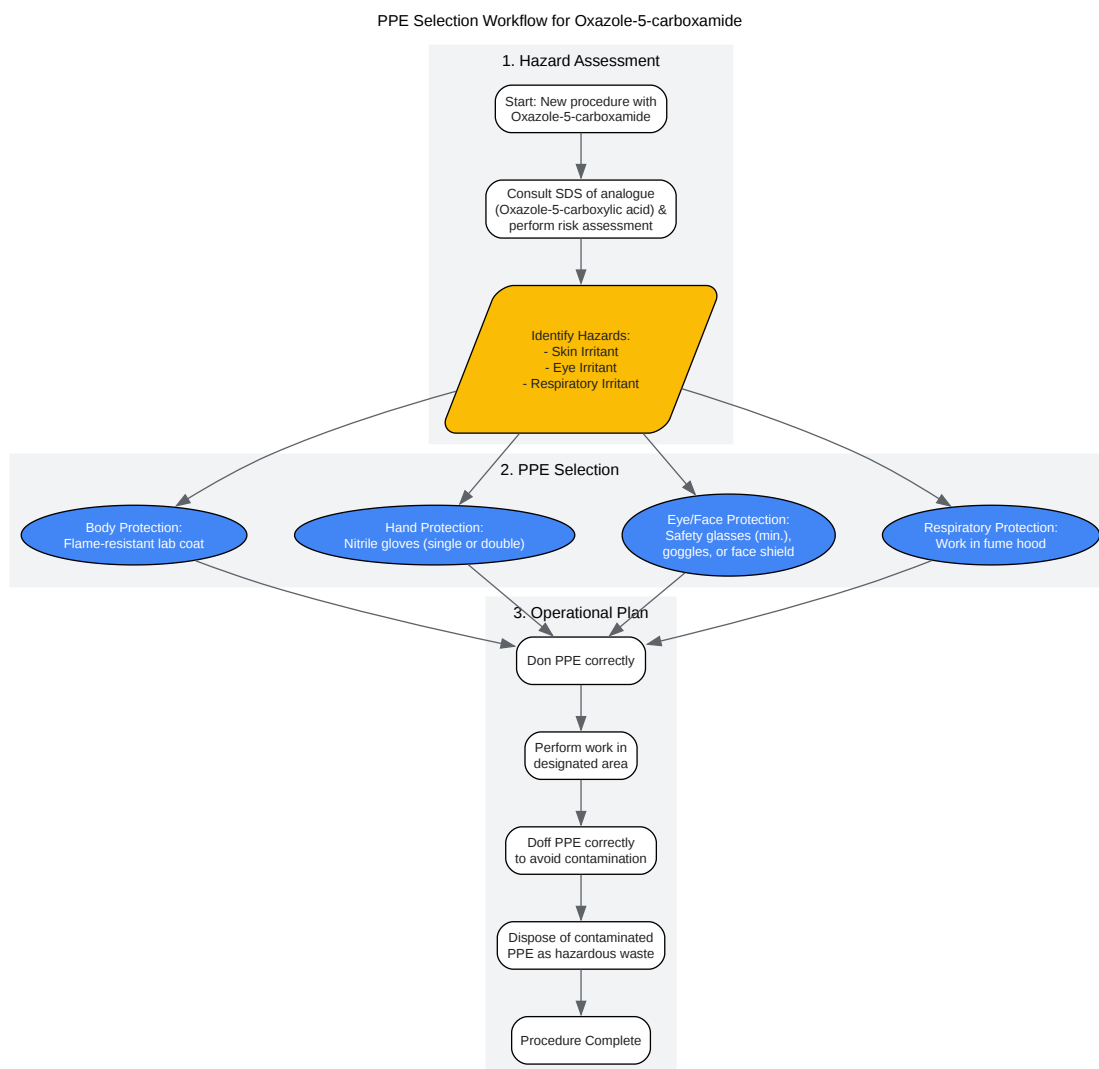 PPE Selection Workflow for Oxazole-5-carboxamide
1. Hazard Assessment
Start: New procedure with
Oxazole-5-carboxamide
Consult SDS of analogue
(Oxazole-5-carboxylic acid) &
perform risk assessment
Identify Hazards:
- Skin Irritant
- Eye Irritant
- Respiratory Irritant
2. PPE Selection
Body Protection:
Flame-resistant lab coat
Hand Protection:
Nitrile gloves (single or double)
Eye/Face Protection:
Safety glasses (min.),
goggles, or face shield
Respiratory Protection:
Work in fume hood
3. Operational Plan
Don PPE correctly
Perform work in
designated area
Doff PPE correctly
to avoid contamination
Dispose of contaminated
PPE as hazardous waste
Procedure Complete